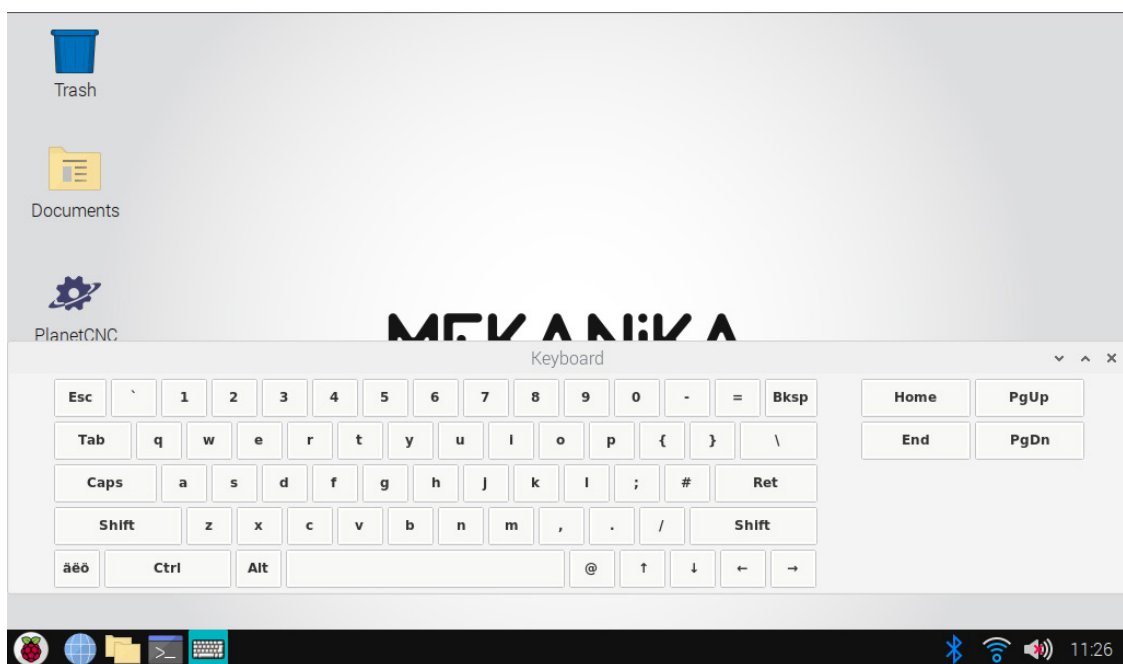 Trash
Documents
PlanetCNC
MEKANiKA
Keyboard
Esc ` 1 2 3 4 5 6 7 8 9 0 - = Bksp Home PgUp
Tab q w e r t y u i o p { } \ End PgDn
Caps a s d f g h j k l ; # Ret
Shift z x c v b n m , . / Shift
äëö Ctrl Alt @ ↑ ↓ ← →
>_
11:26